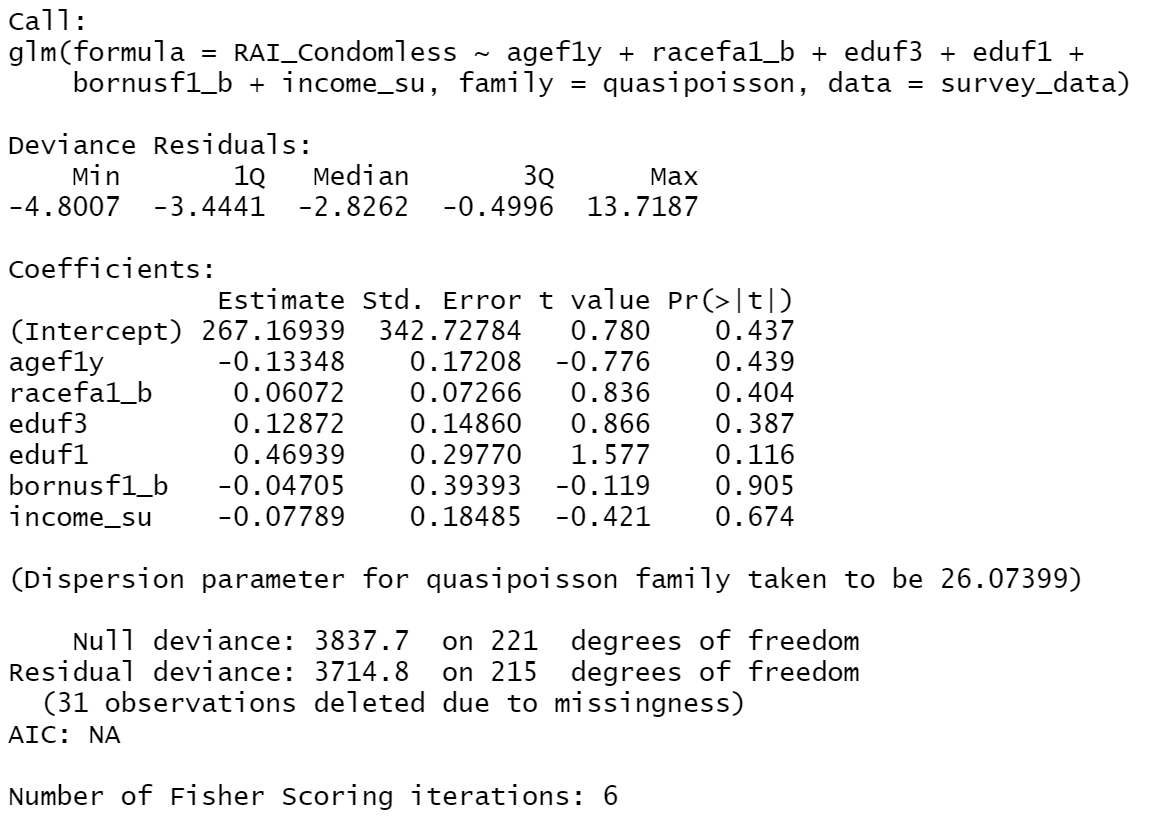 Call:
glm(formula = RAI_Condomless ~ agef1y + racefa1_b + eduf3 + eduf1 +
    bornusf1_b + income_su, family = quasipoisson, data = survey_data)

Deviance Residuals:
    Min       1Q   Median       3Q      Max
-4.8007  -3.4441  -2.8262  -0.4996  13.7187

Coefficients:
             Estimate Std. Error t value Pr(>|t|)
(Intercept) 267.16939  342.72784   0.780    0.437
agef1y       -0.13348    0.17208  -0.776    0.439
racefa1_b     0.06072    0.07266   0.836    0.404
eduf3         0.12872    0.14860   0.866    0.387
eduf1         0.46939    0.29770   1.577    0.116
bornusf1_b   -0.04705    0.39393  -0.119    0.905
income_su    -0.07789    0.18485  -0.421    0.674

(Dispersion parameter for quasipoisson family taken to be 26.07399)

    Null deviance: 3837.7  on 221  degrees of freedom
Residual deviance: 3714.8  on 215  degrees of freedom
  (31 observations deleted due to missingness)
AIC: NA

Number of Fisher Scoring iterations: 6